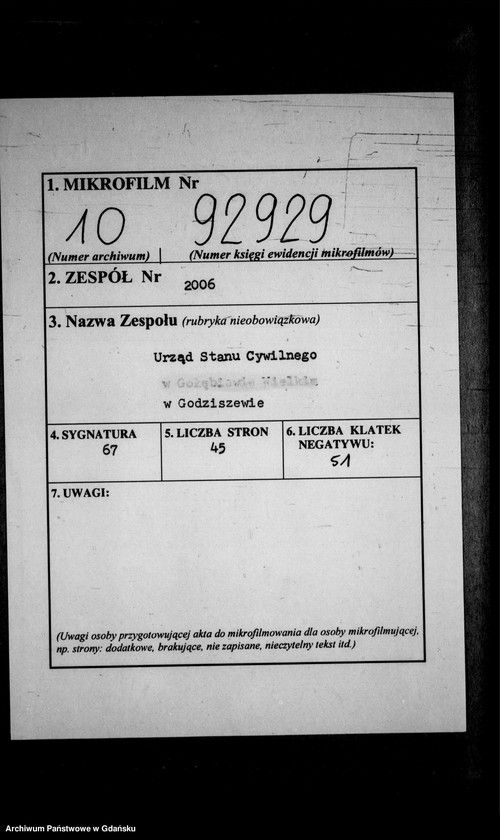 1. MIKROFILM Nr
10 92929
(Numer archiwum) (Numer księgi ewidencji mikrofilmów)
2. ZESPÓŁ Nr 2006
3. Nazwa Zespołu (rubryka nieobowiązkowa)
Urząd Stanu Cywilnego
w Wielkim
w Godziszewie
4. SYGNATURA
67
5. LICZBA STRON
45
6. LICZBA KLATEK
NEGATYWU:
51
7. UWAGI:
(Uwagi osoby przygotowującej akta do mikrofilmowania dla osoby mikrofilmującej,
np. strony: dodatkowe, brakujące, nie zapisane, nieczytelny tekst itd.)
Archiwum Państwowe w Gdańsku